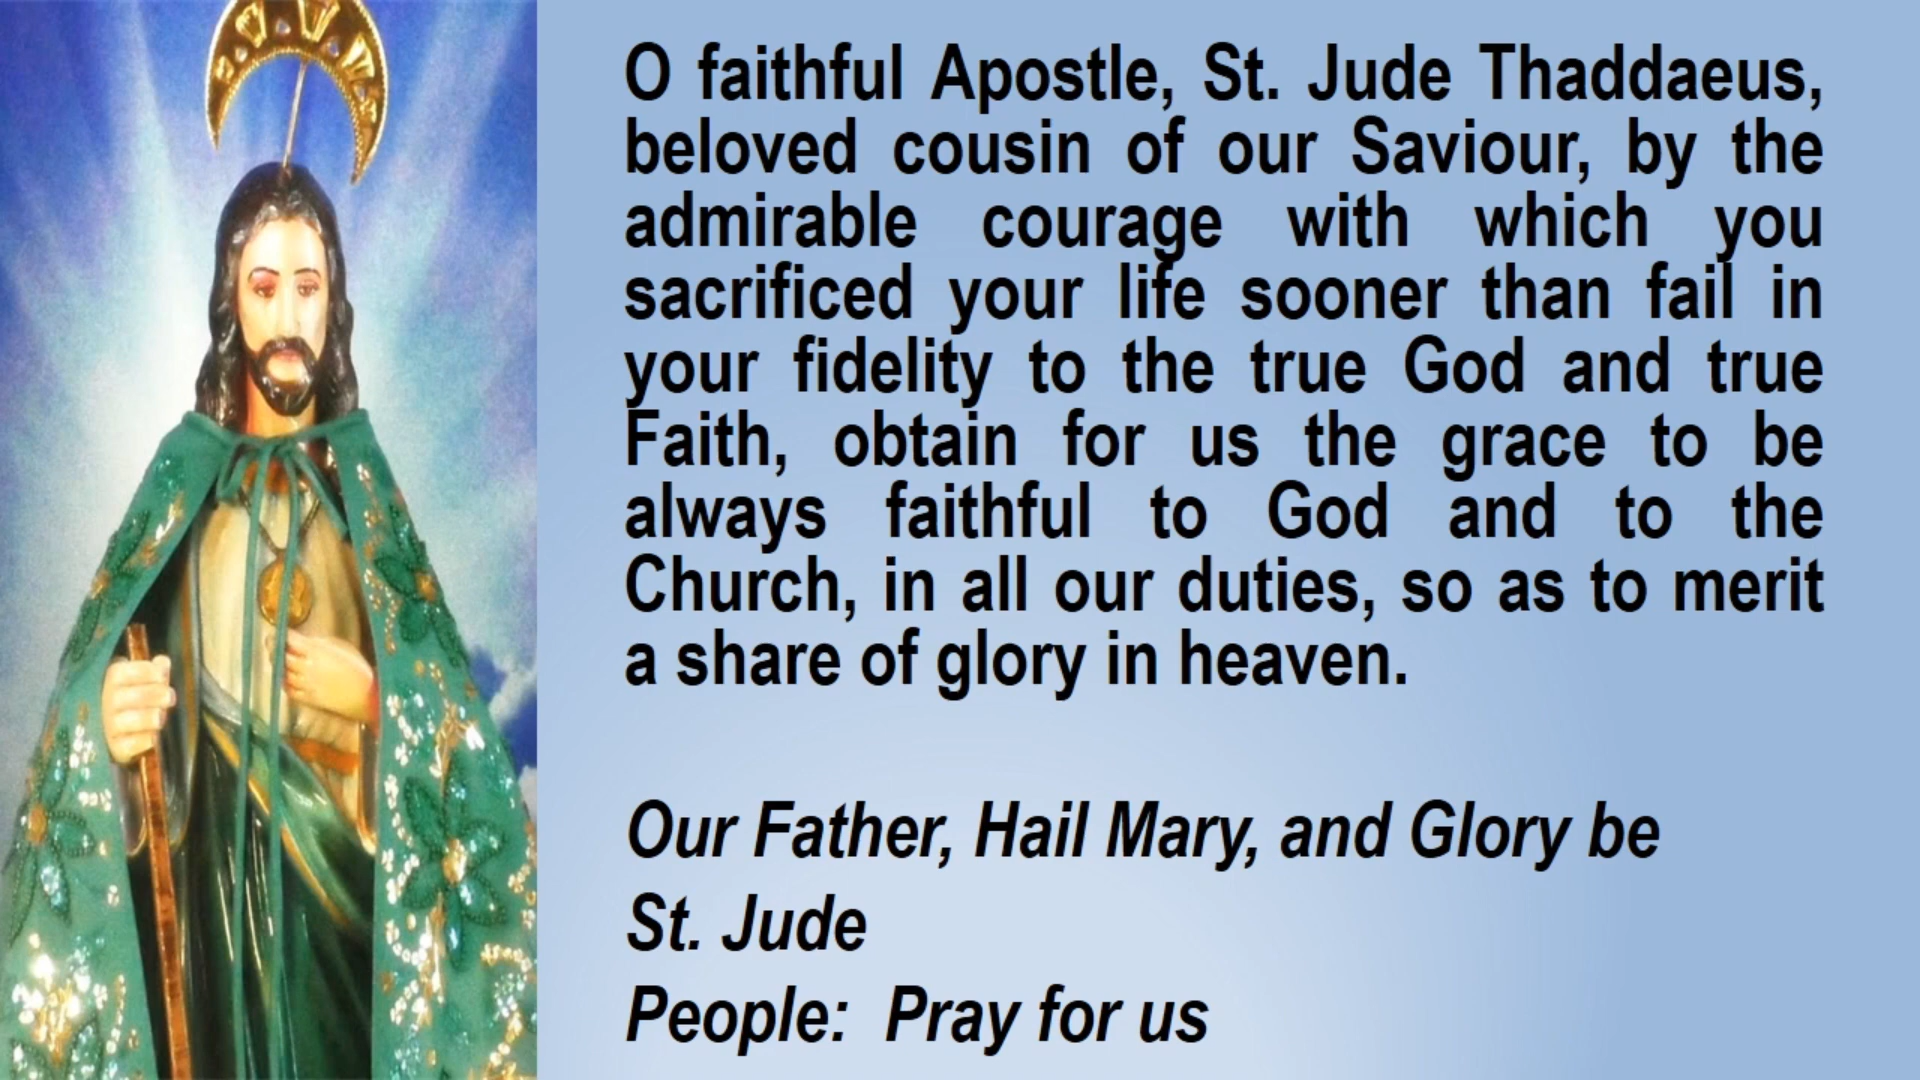 O faithful Apostle, St. Jude Thaddaeus,
beloved cousin of our Saviour, by the
admirable courage with which you
sacrificed your life sooner than fail in
your fidelity to the true God and true
Faith, obtain for us the grace to be
always faithful to God and to the
Church, in all our duties, so as to merit
a share of glory in heaven.
Our Father, Hail Mary, and Glory be
St. Jude
People:  Pray for us